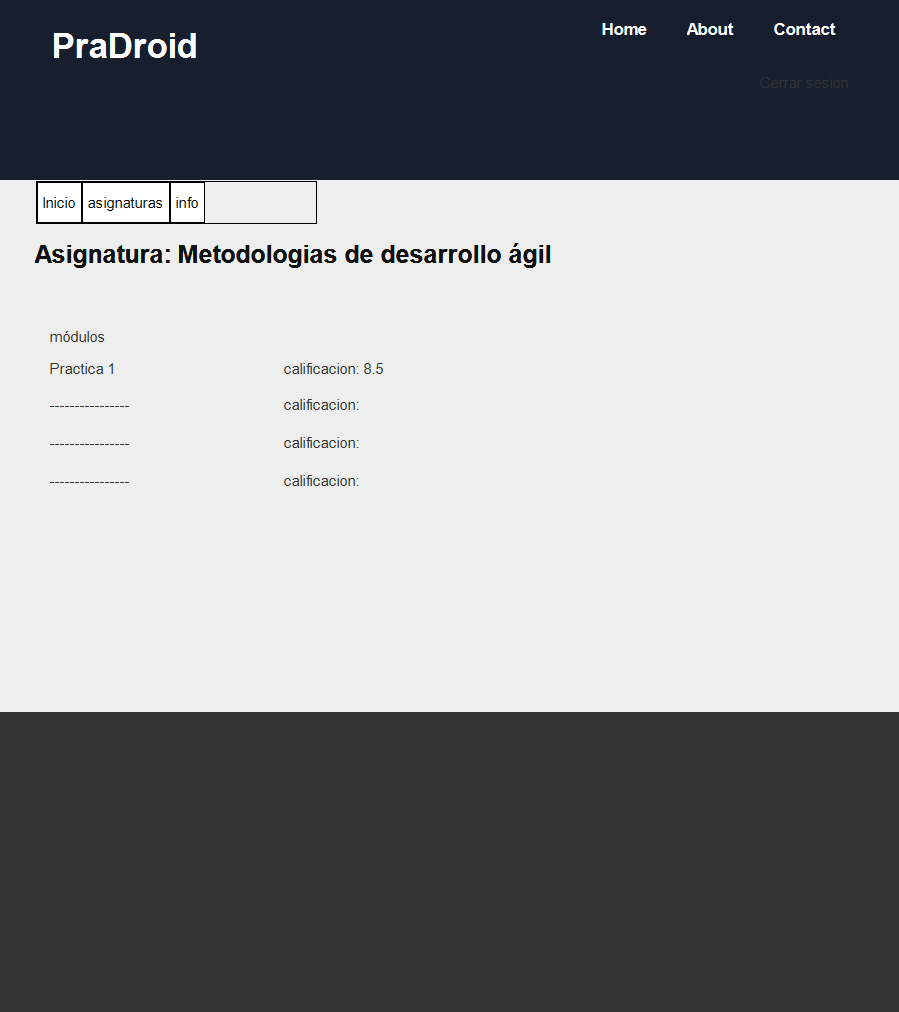 PraDroid
Home About Contact
Cerrar sesion
Inicio asignaturas info
Asignatura: Metodologias de desarrollo ágil
módulos
Practica 1 calificacion: 8.5
---------------- calificacion:
---------------- calificacion:
---------------- calificacion: